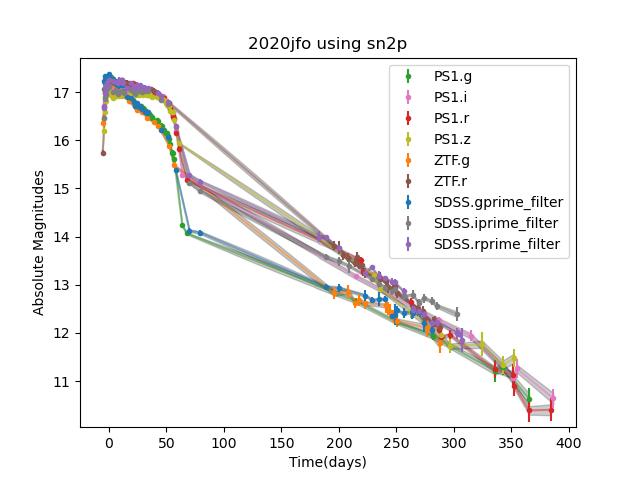 2020jfo using sn2p
PS1.g
PS1.i
PS1.r
PS1.z
ZTF.g
ZTF.r
SDSS.gprime_filter
SDSS.iprime_filter
SDSS.rprime_filter
Absolute Magnitudes
17
16
15
14
13
12
11
0 50 100 150 200 250 300 350 400
Time(days)